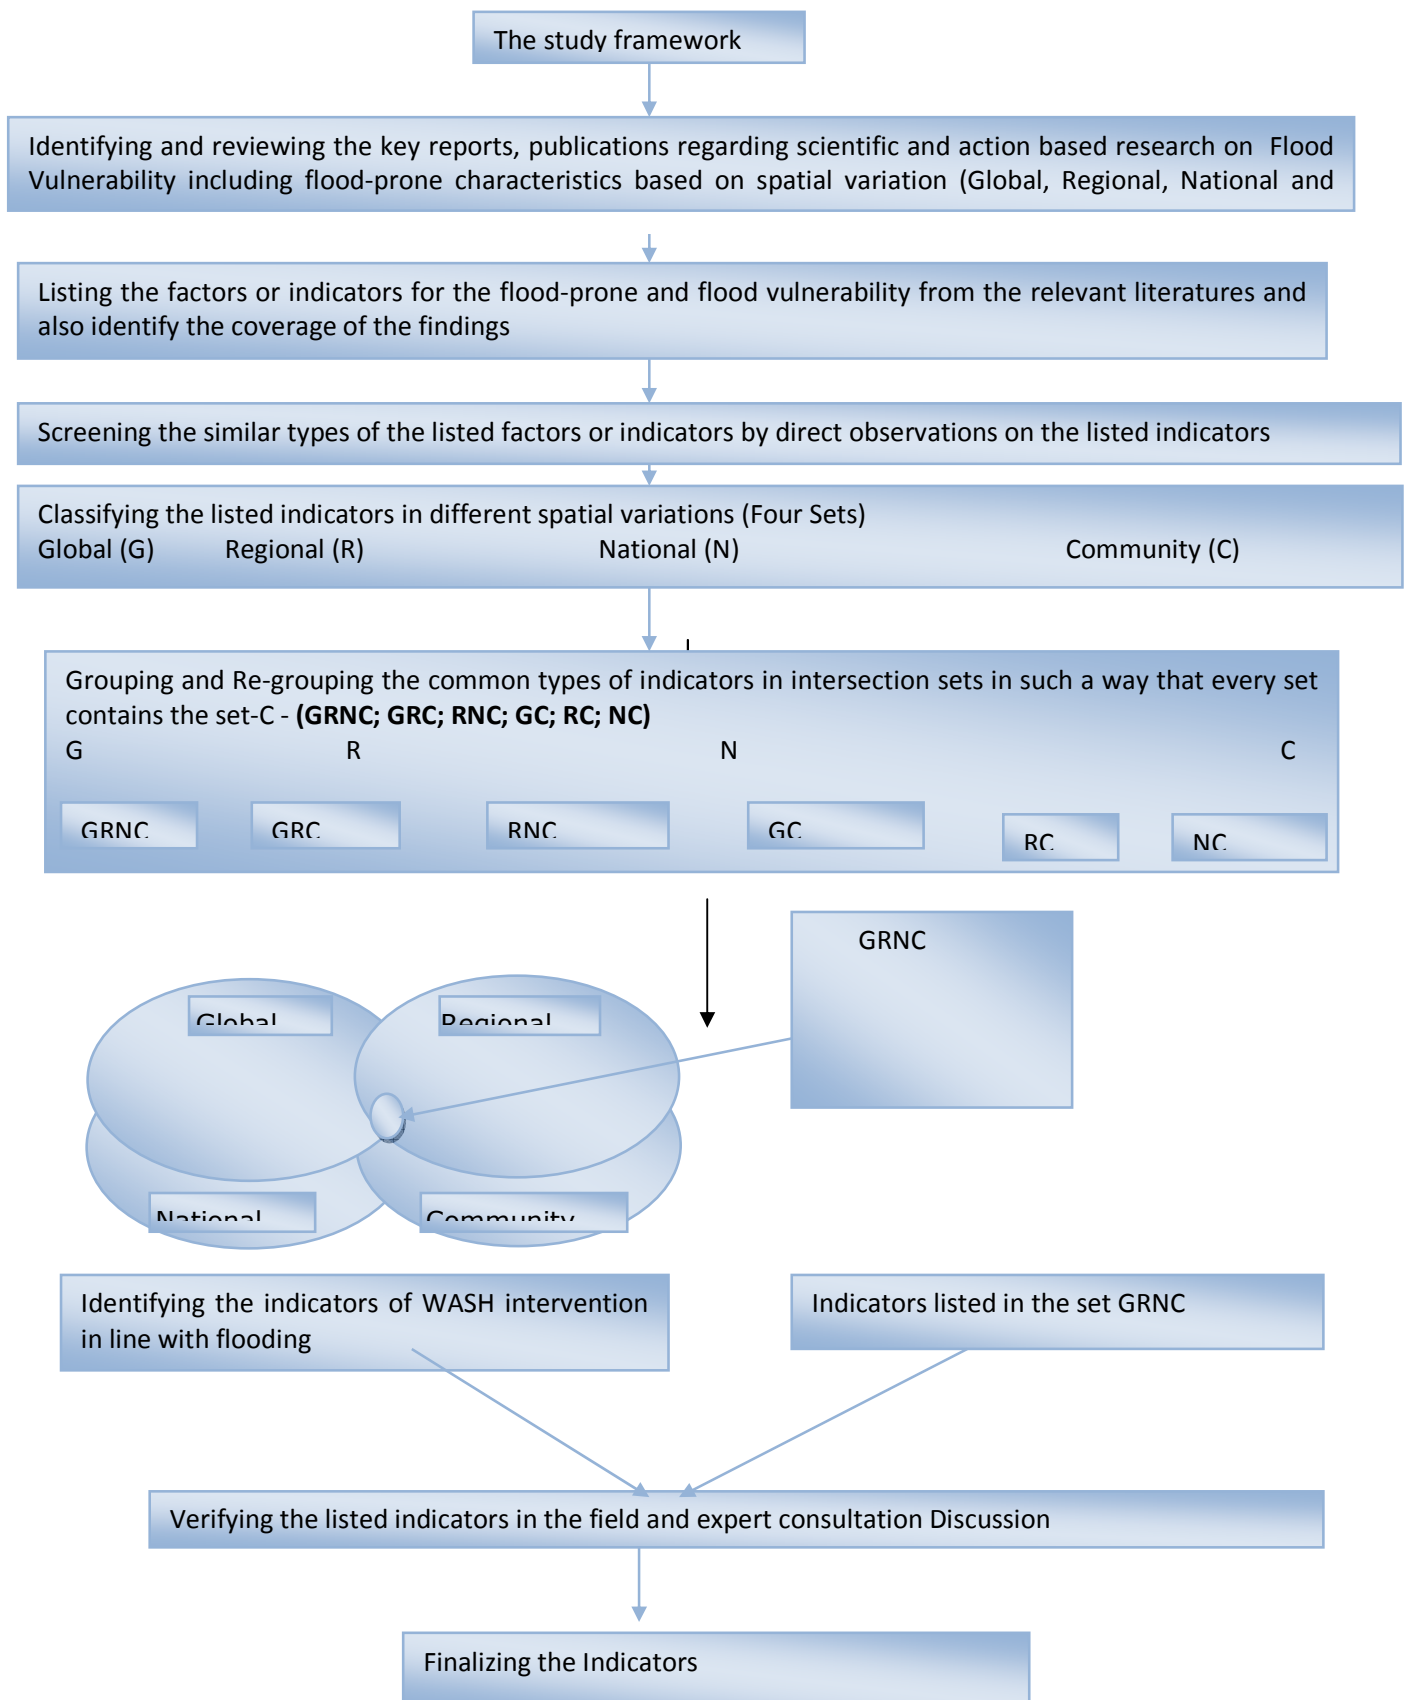 The study framework
Identifying and reviewing the key reports, publications regarding scientific and action based research on Flood
Vulnerability including flood-prone characteristics based on spatial variation (Global, Regional, National and
Listing the factors or indicators for the flood-prone and flood vulnerability from the relevant literatures and
also identify the coverage of the findings
Screening the similar types of the listed factors or indicators by direct observations on the listed indicators
Classifying the listed indicators in different spatial variations (Four Sets)
Global (G) Regional (R) National (N) Community (C)
Grouping and Re-grouping the common types of indicators in intersection sets in such a way that every set
contains the set-C - (GRNC; GRC; RNC; GC; RC; NC)
G R N C
GRNC GRC RNC GC RC NC
GRNC
Global Regional
National Community
Identifying the indicators of WASH intervention
in line with flooding
Indicators listed in the set GRNC
Verifying the listed indicators in the field and expert consultation Discussion
Finalizing the Indicators